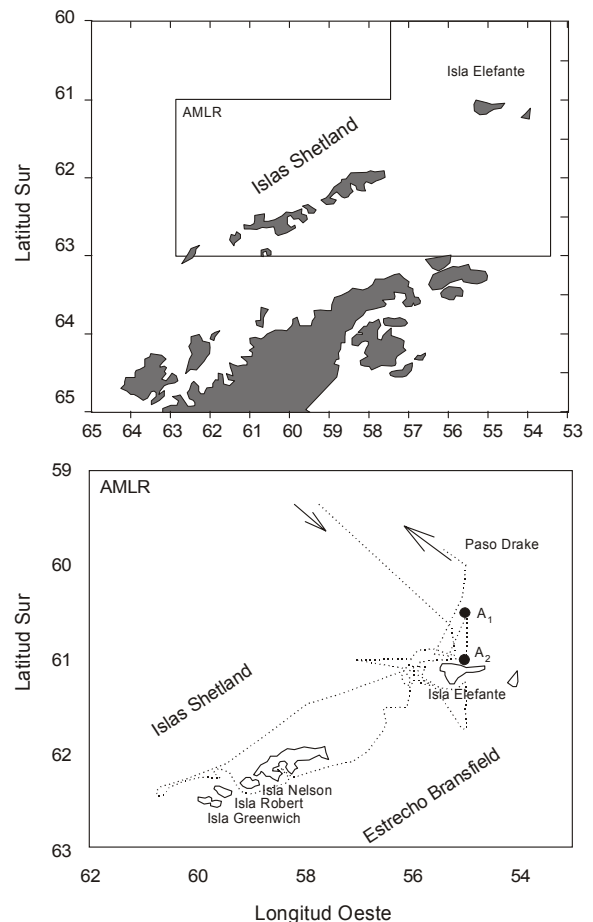 60
61
62
63
64
65
Latitud Sur
AMLR
Isla Elefante
Islas Shetland
65 64 63 62 61 60 59 58 57 56 55 54 53
59
60
61
62
63
Latitud Sur
AMLR
Paso Drake
A1
A2
Isla Elefante
Islas Shetland
Isla Nelson
Isla Robert
Isla Greenwich
Estrecho Bransfield
62 60 58 56 54
Longitud Oeste